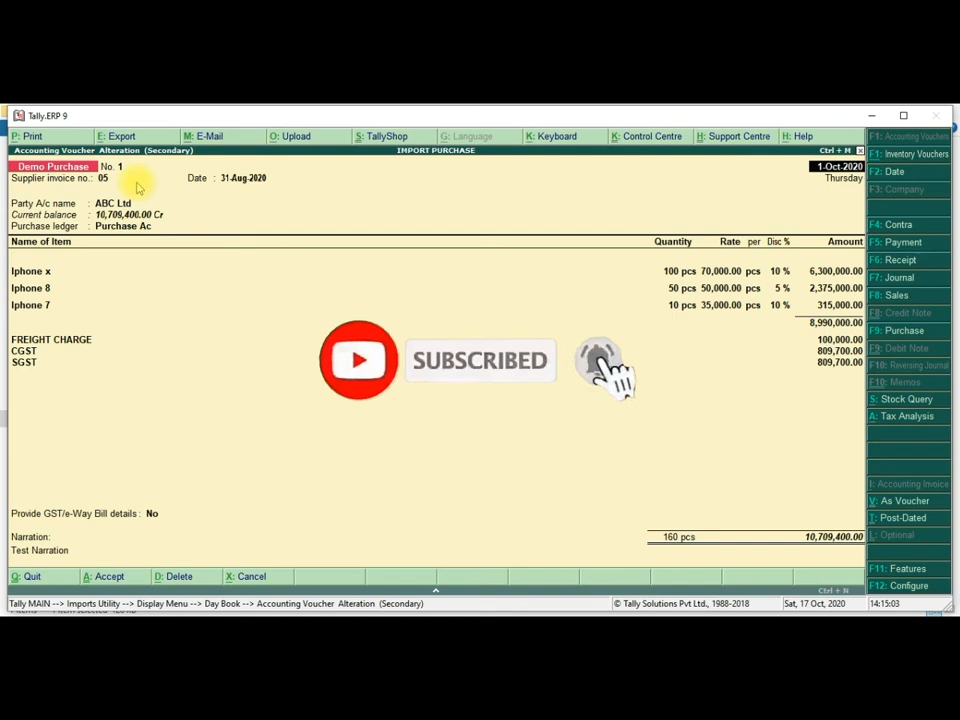 Tally.ERP 9
P: Print E: Export M: E-Mail O: Upload S: TallyShop G: Language K: Keyboard K: Control Centre H: Support Centre H: Help
Accounting Voucher Alteration (Secondary) IMPORT PURCHASE Ctrl + M
Demo Purchase No. 1 1-Oct-2020
Supplier invoice no.: 05 Date : 31-Aug-2020 Thursday
Party A/c name : ABC Ltd
Current balance : 10,709,400.00 Cr
Purchase ledger : Purchase Ac
Name of Item Quantity Rate per Disc % Amount
Iphone x 100 pcs 70,000.00 pcs 10 % 6,300,000.00
Iphone 8 50 pcs 50,000.00 pcs 5 % 2,375,000.00
Iphone 7 10 pcs 35,000.00 pcs 10 % 315,000.00
8,990,000.00
FREIGHT CHARGE 100,000.00
CGST 809,700.00
SGST 809,700.00
SUBSCRIBED
Provide GST/e-Way Bill details : No
Narration: 160 pcs 10,709,400.00
Test Narration
Q: Quit A: Accept D: Delete X: Cancel
Ctrl + N
Tally MAIN --> Imports Utility --> Display Menu --> Day Book --> Accounting Voucher Alteration (Secondary) © Tally Solutions Pvt Ltd., 1988-2018 Sat, 17 Oct, 2020 14:15:03
F1: Accounting Vouchers
F1: Inventory Vouchers
F2: Date
F3: Company
F4: Contra
F5: Payment
F6: Receipt
F7: Journal
F8: Sales
F8: Credit Note
F9: Purchase
F9: Debit Note
F10: Reversing Journal
F10: Memos
S: Stock Query
A: Tax Analysis
I: Accounting Invoice
V: As Voucher
T: Post-Dated
L: Optional
F11: Features
F12: Configure